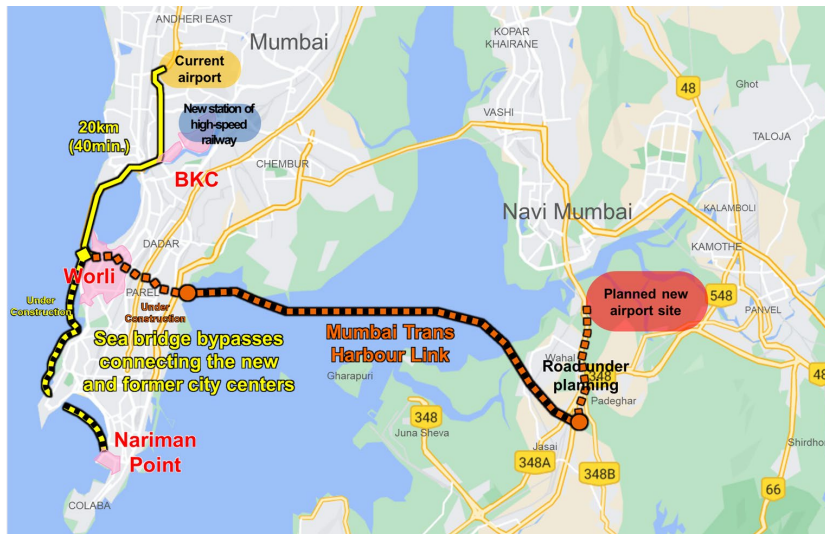 ANDHERI EAST
Mumbai
Current
airport
New station of
high-speed
railway
20km
(40min.)
BKC
CHEMBUR
KOPAR
KHAIRANE
VASHI
48
Ghot
TALOJA
Navi Mumbai
KALAMBOLI
KAMOTHE
DADAR
Worli
PAREL
Under
Construction
Under
Construction
Sea bridge bypasses
connecting the new
and former city centers
Mumbai Trans
Harbour Link
Planned new
airport site
548
PANVEL
Wahal
Road under
planning
348
48
Padeghar
Gharapuri
348
Juna Sheva
Jasai
348A
348B
Shirdho
66
Nariman
Point
COLABA